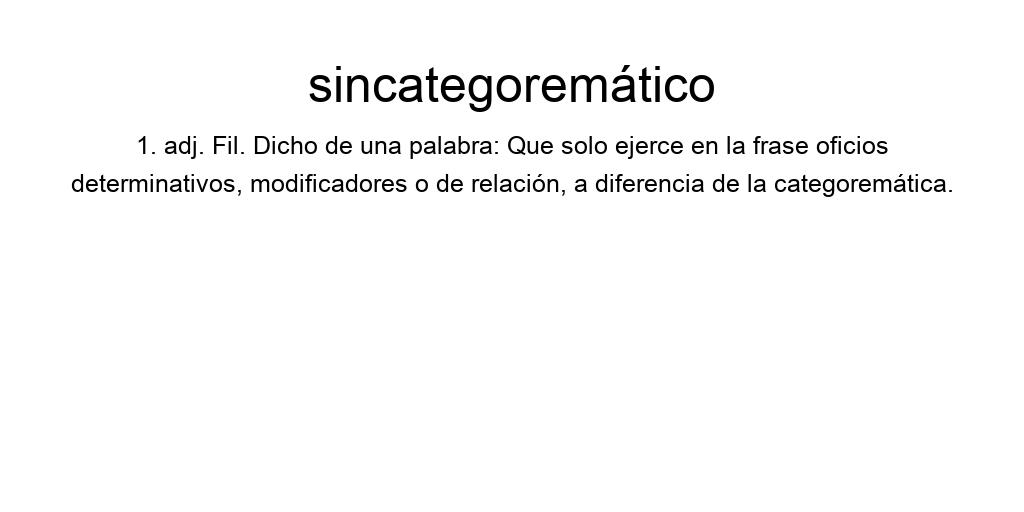 sincategoremático
1. adj. Fil. Dicho de una palabra: Que solo ejerce en la frase oficios
determinativos, modificadores o de relación, a diferencia de la categoremática.